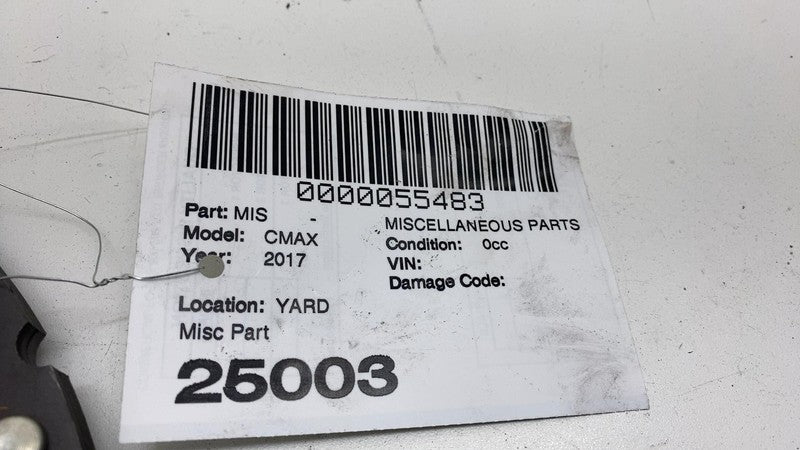 0000055483
Part: MIS - MISCELLANEOUS PARTS
Model: CMAX Condition: 0cc
Year: 2017 VIN:
Damage Code:
Location: YARD
Misc Part
25003